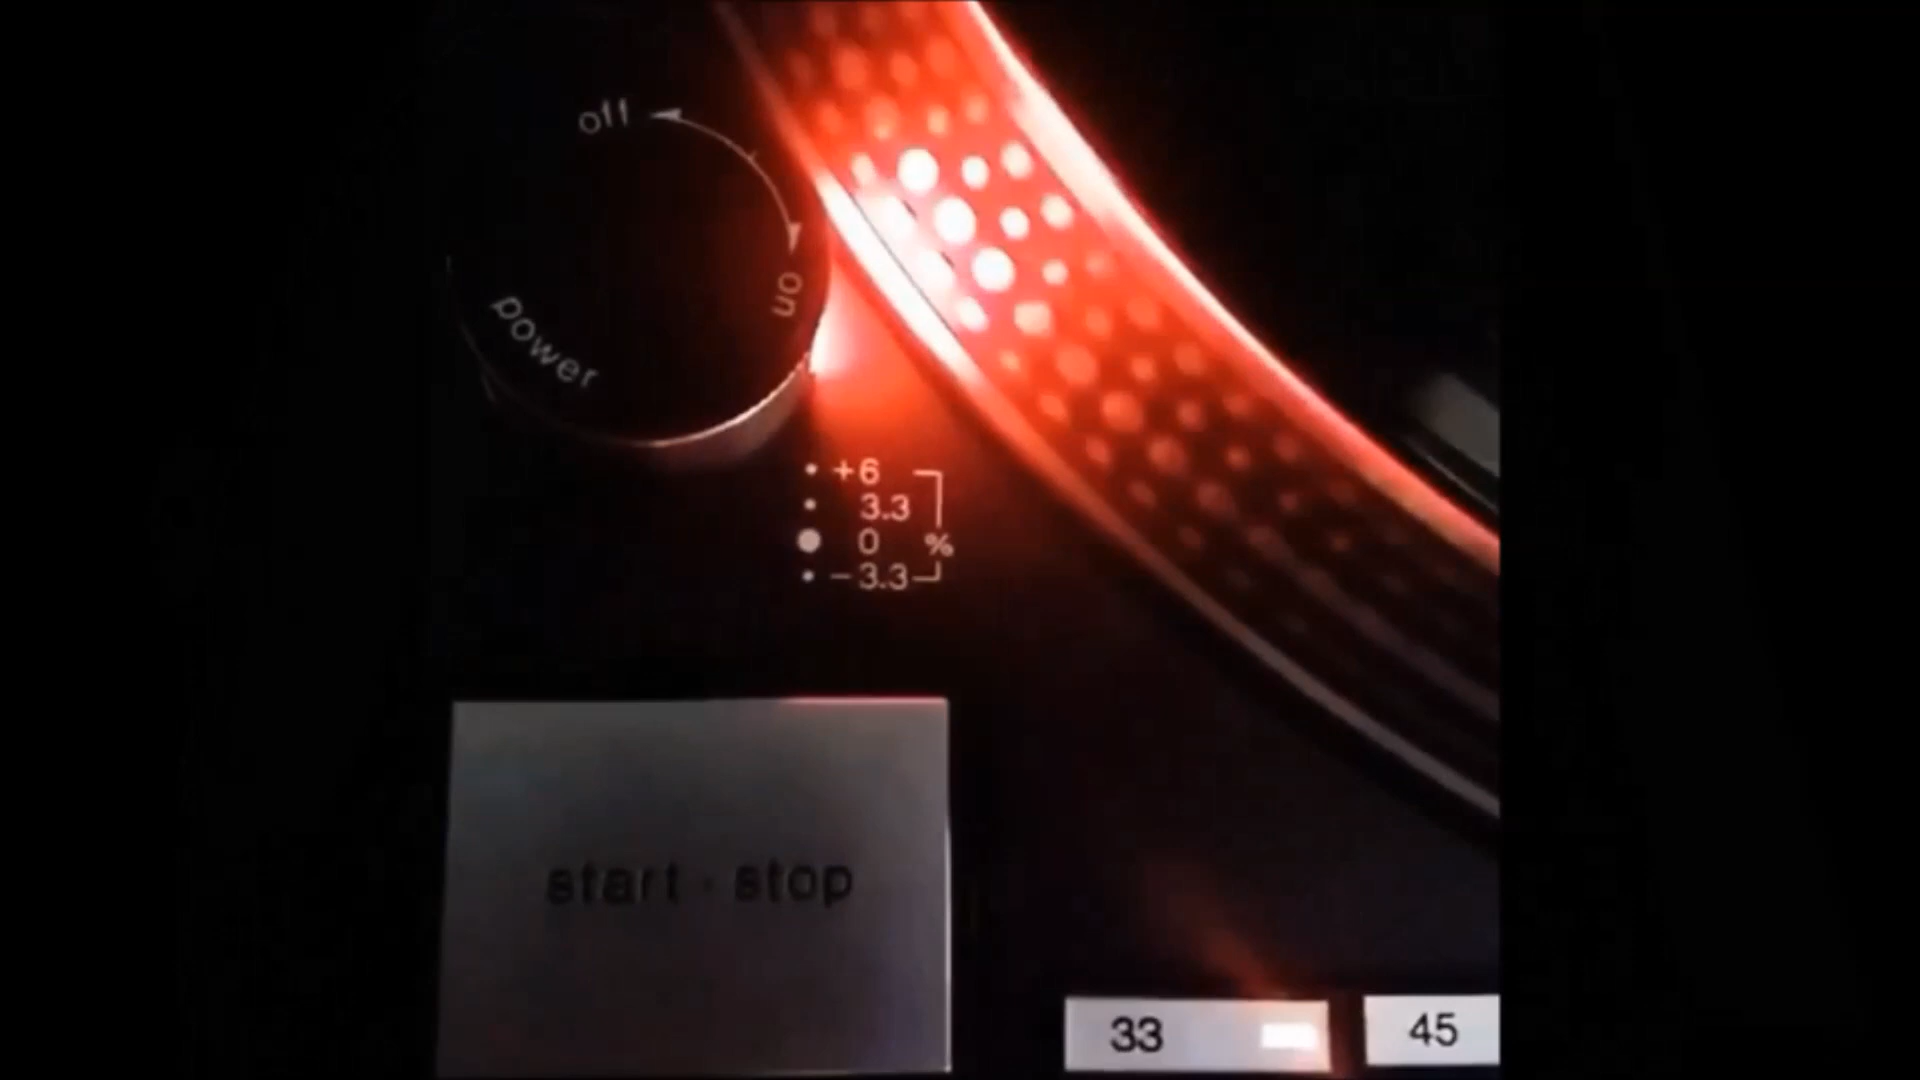 off
on
power
+6
3.3
0 %
−3.3
start · stop
33
45